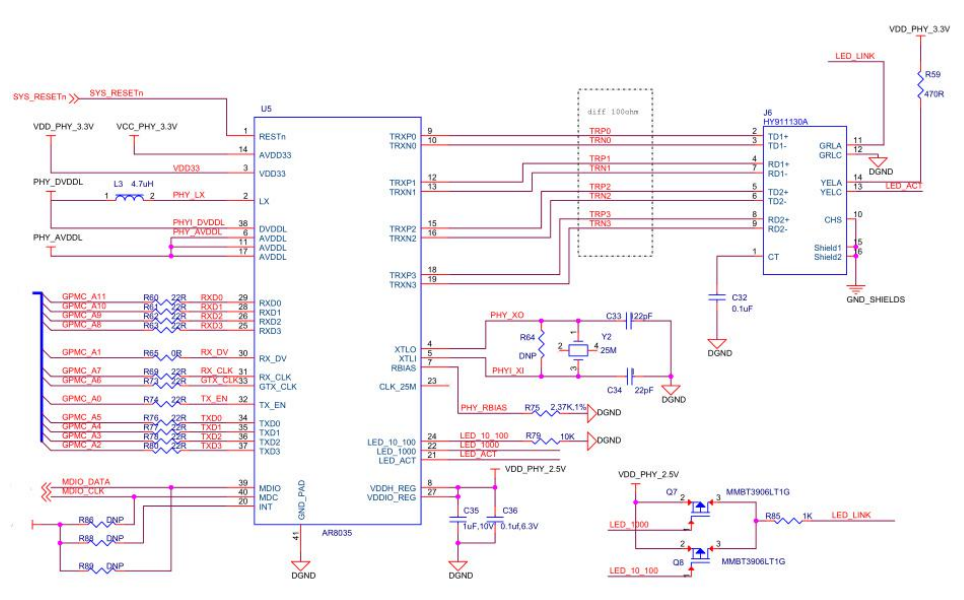 VDD_PHY_3.3V
LED_LINK
R59
470R
SYS_RESETn
SYS_RESETn
VDD_PHY_3.3V
VCC_PHY_3.3V
VDD33
PHY_DVDDL
L3 4.7uH
1 2
PHY_LX
PHYI_DVDDL
PHY_AVDDL
PHY_AVDDL
U5
1 RESTn
14 AVDD33
3 VDD33
2 LX
38 DVDDL
6 AVDDL
11 AVDDL
17 AVDDL
29 RXD0
28 RXD1
26 RXD2
25 RXD3
30 RX_DV
31 RX_CLK
33 GTX_CLK
32 TX_EN
34 TXD0
35 TXD1
36 TXD2
37 TXD3
39 MDIO
40 MDC
20 INT
GND_PAD
41
AR8035
DGND
TRXP0 9
TRXN0 10
TRXP1 12
TRXN1 13
TRXP2 15
TRXN2 16
TRXP3 18
TRXN3 19
XTLO 4
XTLI 5
RBIAS 7
CLK_25M 23
LED_10_100 24
LED_1000 22
LED_ACT 21
VDDH_REG 8
VDDIO_REG 27
GPMC_A11 R60 22R RXD0
GPMC_A10 R61 22R RXD1
GPMC_A9 22R RXD2
GPMC_A8 R63 22R RXD3
GPMC_A1 R65 0R RX_DV
GPMC_A7 R69 22R RX_CLK
GPMC_A6 22R GTX_CLK
GPMC_A0 R74 22R TX_EN
GPMC_A5 R76 22R TXD0
GPMC_A4 R77 22R TXD1
GPMC_A3 R78 22R TXD2
GPMC_A2 R80 22R TXD3
MDIO_DATA
MDIO_CLK
R86 DNP
R88 DNP
R89 DNP
diff 100ohm
TRP0
TRN0
TRP1
TRN1
TRP2
TRN2
TRP3
TRN3
J6
HY911130A
2 TD1+
3 TD1-
4 RD1+
7 RD1-
5 TD2+
6 TD2-
8 RD2+
9 RD2-
1 CT
GRLA 11
GRLC 12
DGND
YELA 14
YELC 13
LED_ACT
CHS 10
Shield1 15
Shield2 16
GND_SHIELDS
C32
0.1uF
DGND
PHY_XO
C33 22pF
R64
DNP
1
2 4
3
Y2
25M
PHYI_XI
C34 22pF
DGND
PHY_RBIAS R75 2.37K,1% DGND
LED_10_100 R79 10K DGND
LED_1000
LED_ACT
VDD_PHY_2.5V
C35
1uF,10V
C36
0.1uf,6.3V
DGND
VDD_PHY_2.5V
Q7 2 3 MMBT3906LT1G
1
LED_1000
R85 1K LED_LINK
2 3
Q8 MMBT3906LT1G
1
LED_10_100